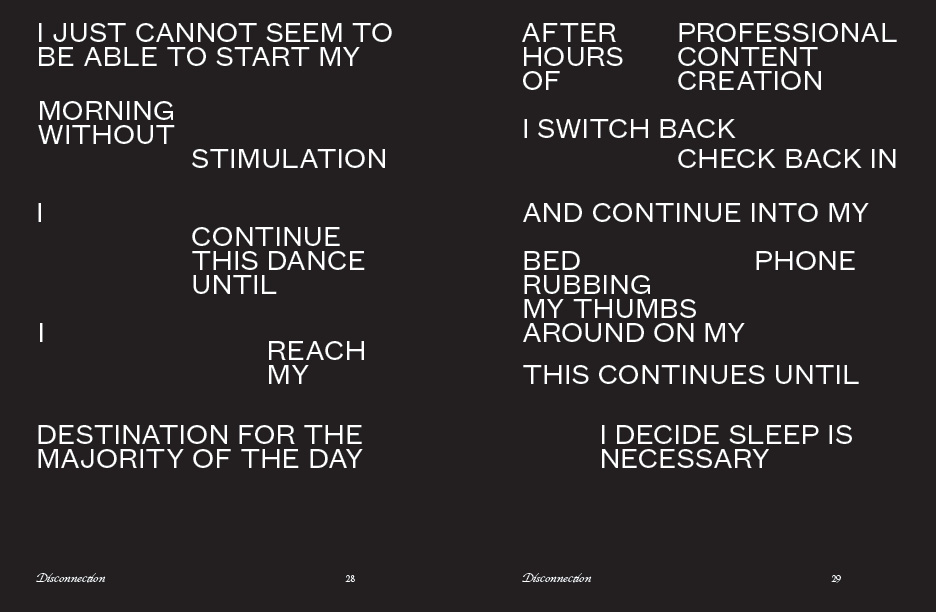 I JUST CANNOT SEEM TO
BE ABLE TO START MY
MORNING
WITHOUT
STIMULATION
I
CONTINUE
THIS DANCE
UNTIL
I
REACH
MY
DESTINATION FOR THE
MAJORITY OF THE DAY
Disconnection 28
AFTER PROFESSIONAL
HOURS CONTENT
OF CREATION
I SWITCH BACK
CHECK BACK IN
AND CONTINUE INTO MY
BED PHONE
RUBBING
MY THUMBS
AROUND ON MY
THIS CONTINUES UNTIL
I DECIDE SLEEP IS
NECESSARY
Disconnection 29